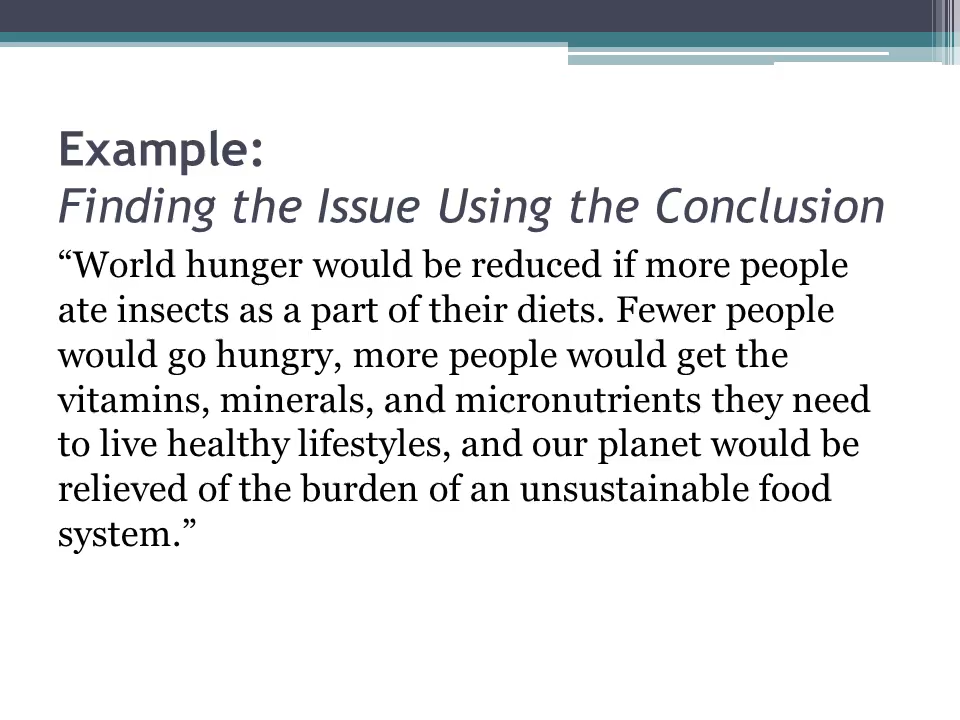 Example:
Finding the Issue Using the Conclusion
“World hunger would be reduced if more people
ate insects as a part of their diets. Fewer people
would go hungry, more people would get the
vitamins, minerals, and micronutrients they need
to live healthy lifestyles, and our planet would be
relieved of the burden of an unsustainable food
system.”